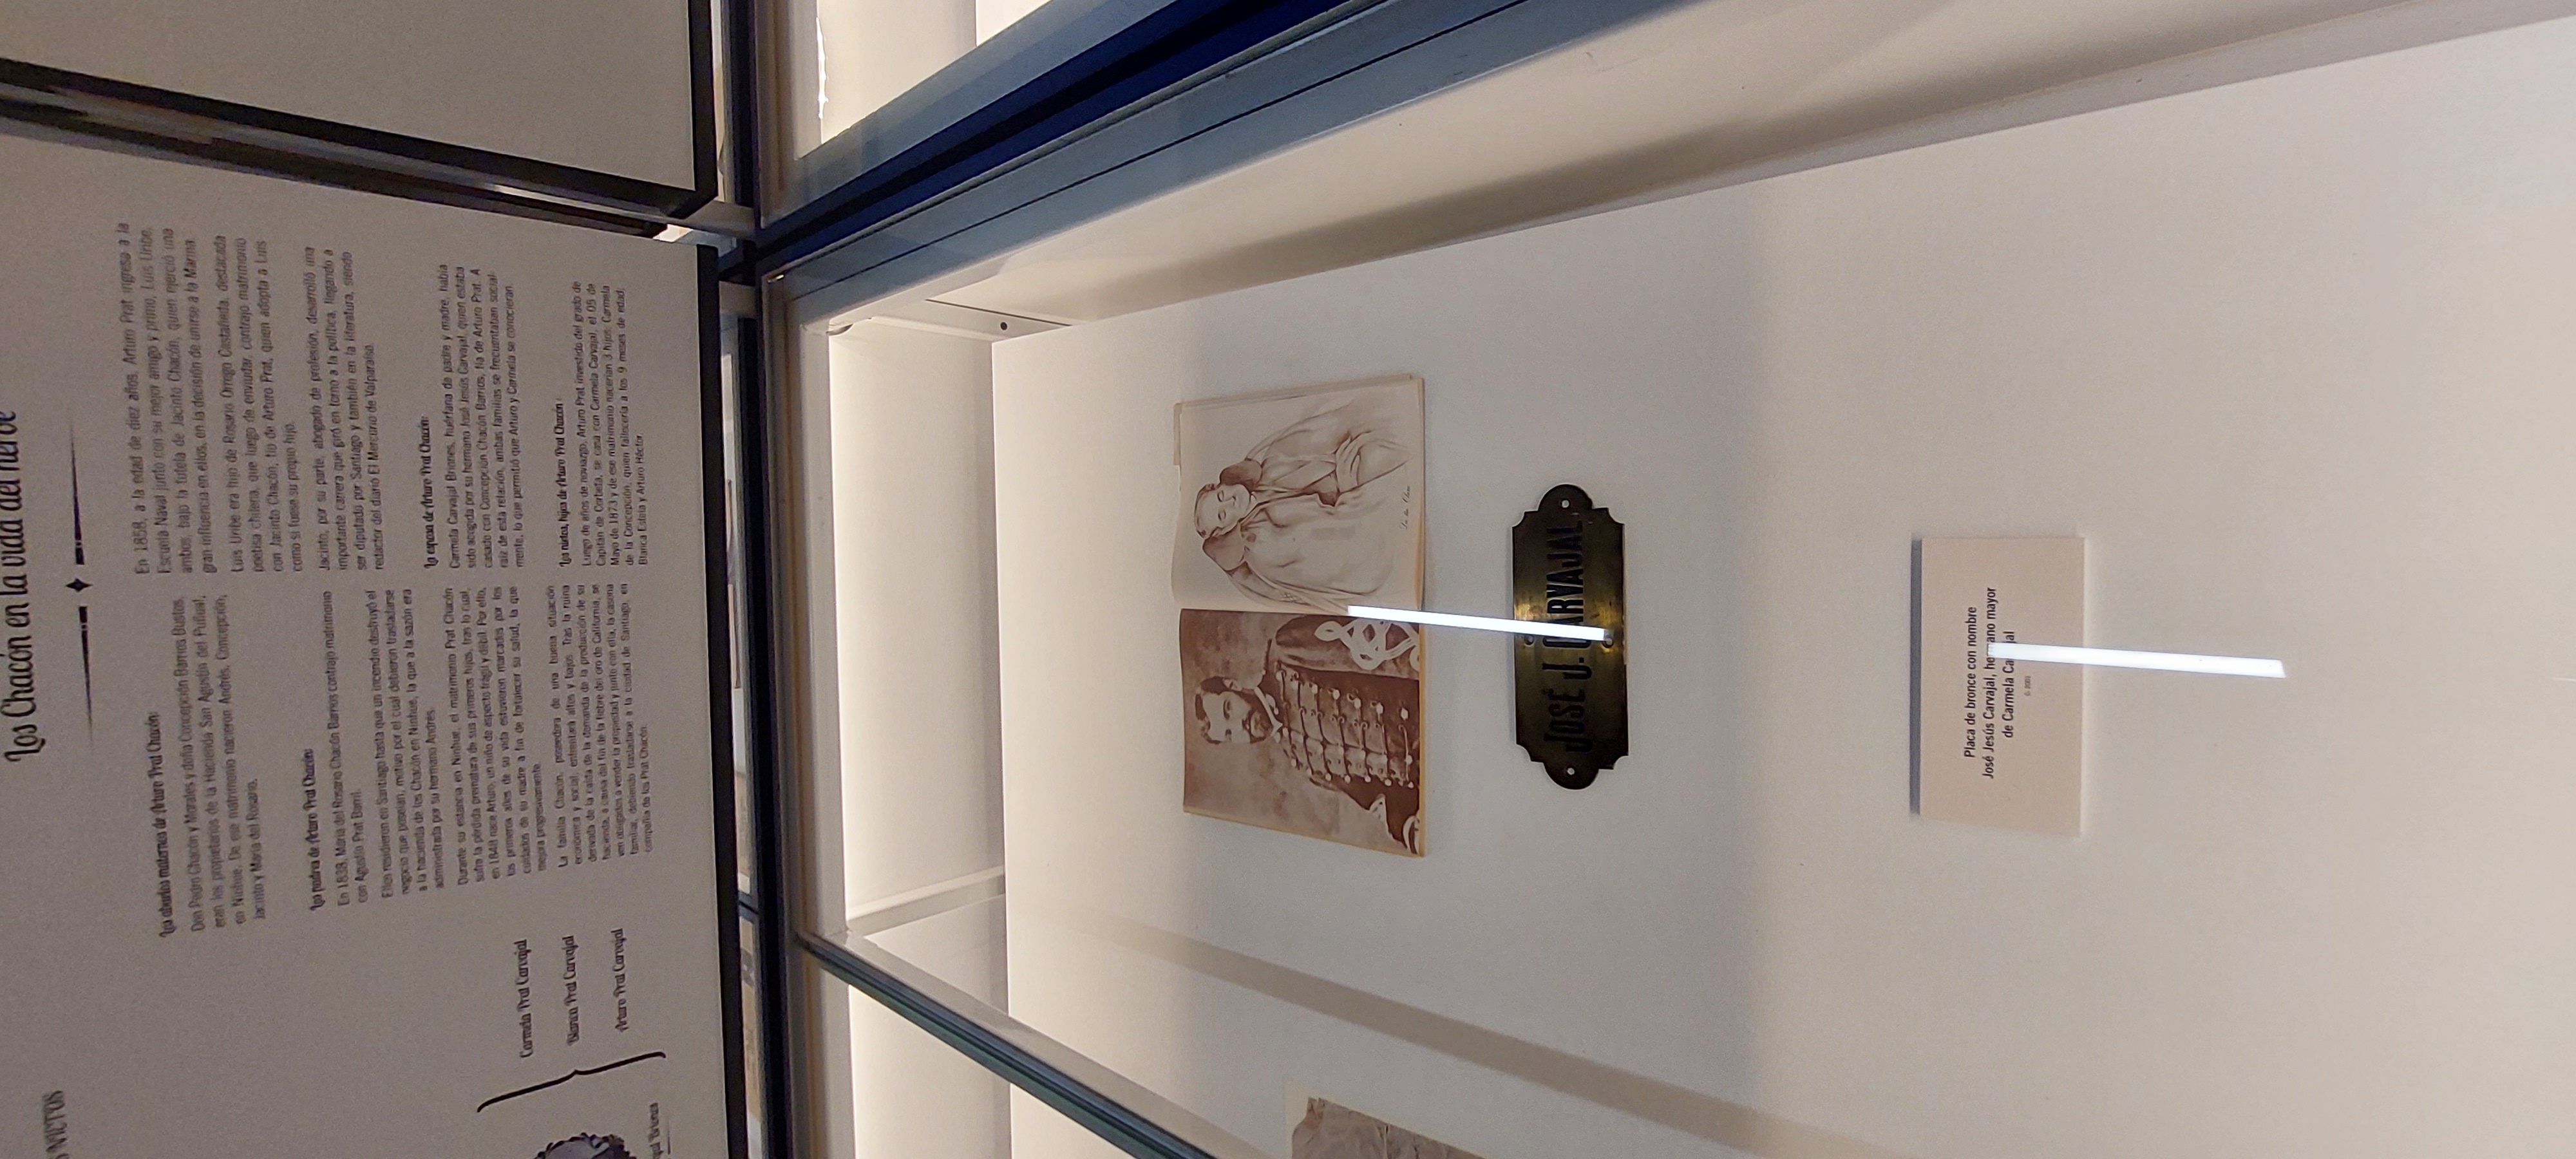 Los Chacón en la vida del héroe
Los abuelos maternos de Arturo Prat Chacón:
Don Pedro Chacón y Morales y doña Concepción Barrios Bustos,
eran los propietarios de la Hacienda San Agustín del Puñual,
en Ninhue. De ese matrimonio nacieron Andrés, Concepción,
Jacinto y María del Rosario.
Los padres de Arturo Prat Chacón:
En 1838, María del Rosario Chacón Barrios contrajo matrimonio
con Agustín Prat Barril.
Ellos residieron en Santiago hasta que un incendio destruyó el
negocio que poseían, motivo por el cual debieron trasladarse
a la hacienda de los Chacón en Ninhue, la que a la sazón era
administrada por su hermano Andrés.
Durante su estancia en Ninhue, el matrimonio Prat Chacón
sufre la pérdida prematura de sus primeros hijos, tras lo cual,
en 1848 nace Arturo, un niño de aspecto frágil y débil. Por ello,
los primeros años de su vida estuvieron marcados por los
cuidados de su madre a fin de fortalecer su salud, la que
mejora progresivamente.
La familia Chacón, poseedora de una buena situación
económica y social, enfrentará altos y bajos. Tras la ruina
derivada de la caída de la demanda de la producción de su
hacienda, a causa del fin de la fiebre del oro de California, se
ven obligados a vender la propiedad y junto con ella, la casona
familiar, debiendo trasladarse a la ciudad de Santiago, en
compañía de los Prat Chacón.
En 1858, a la edad de diez años, Arturo Prat ingresa a la
Escuela Naval junto con su mejor amigo y primo, Luis Uribe,
ambos, bajo la tutela de Jacinto Chacón, quien ejerció una
gran influencia en ellos, en la decisión de unirse a la Marina.
Luis Uribe era hijo de Rosario Orrego Castañeda, destacada
poetisa chilena, que luego de enviudar, contrajo matrimonio
con Jacinto Chacón, tío de Arturo Prat, quien adopta a Luis
como si fuese su propio hijo.
Jacinto, por su parte, abogado de profesión, desarrolló una
importante carrera que giró en torno a la política, llegando a
ser diputado por Santiago y también en la literatura, siendo
redactor del diario El Mercurio de Valparaíso.
La esposa de Arturo Prat Chacón:
Carmela Carvajal Briones, huérfana de padre y madre, había
sido acogida por su hermano José Jesús Carvajal, quien estaba
casado con Concepción Chacón Barrios, tía de Arturo Prat. A
raíz de esta relación, ambas familias se frecuentaban social-
mente, lo que permitió que Arturo y Carmela se conocieran.
Los nietos, hijos de Arturo Prat Chacón :
Luego de años de noviazgo, Arturo Prat investido del grado de
Capitán de Corbeta, se casa con Carmela Carvajal, el 05 de
Mayo de 1873 y de ese matrimonio nacerían 3 hijos: Carmela
de la Concepción, quien fallecería a los 9 meses de edad;
Blanca Estela y Arturo Héctor.
Carmela Prat Carvajal
Blanca Prat Carvajal
Arturo Prat Carvajal
Briones
JOSÉ J. CARVAJAL
Placa de bronce con nombre
José Jesús Carvajal, hermano mayor
de Carmela Carvajal